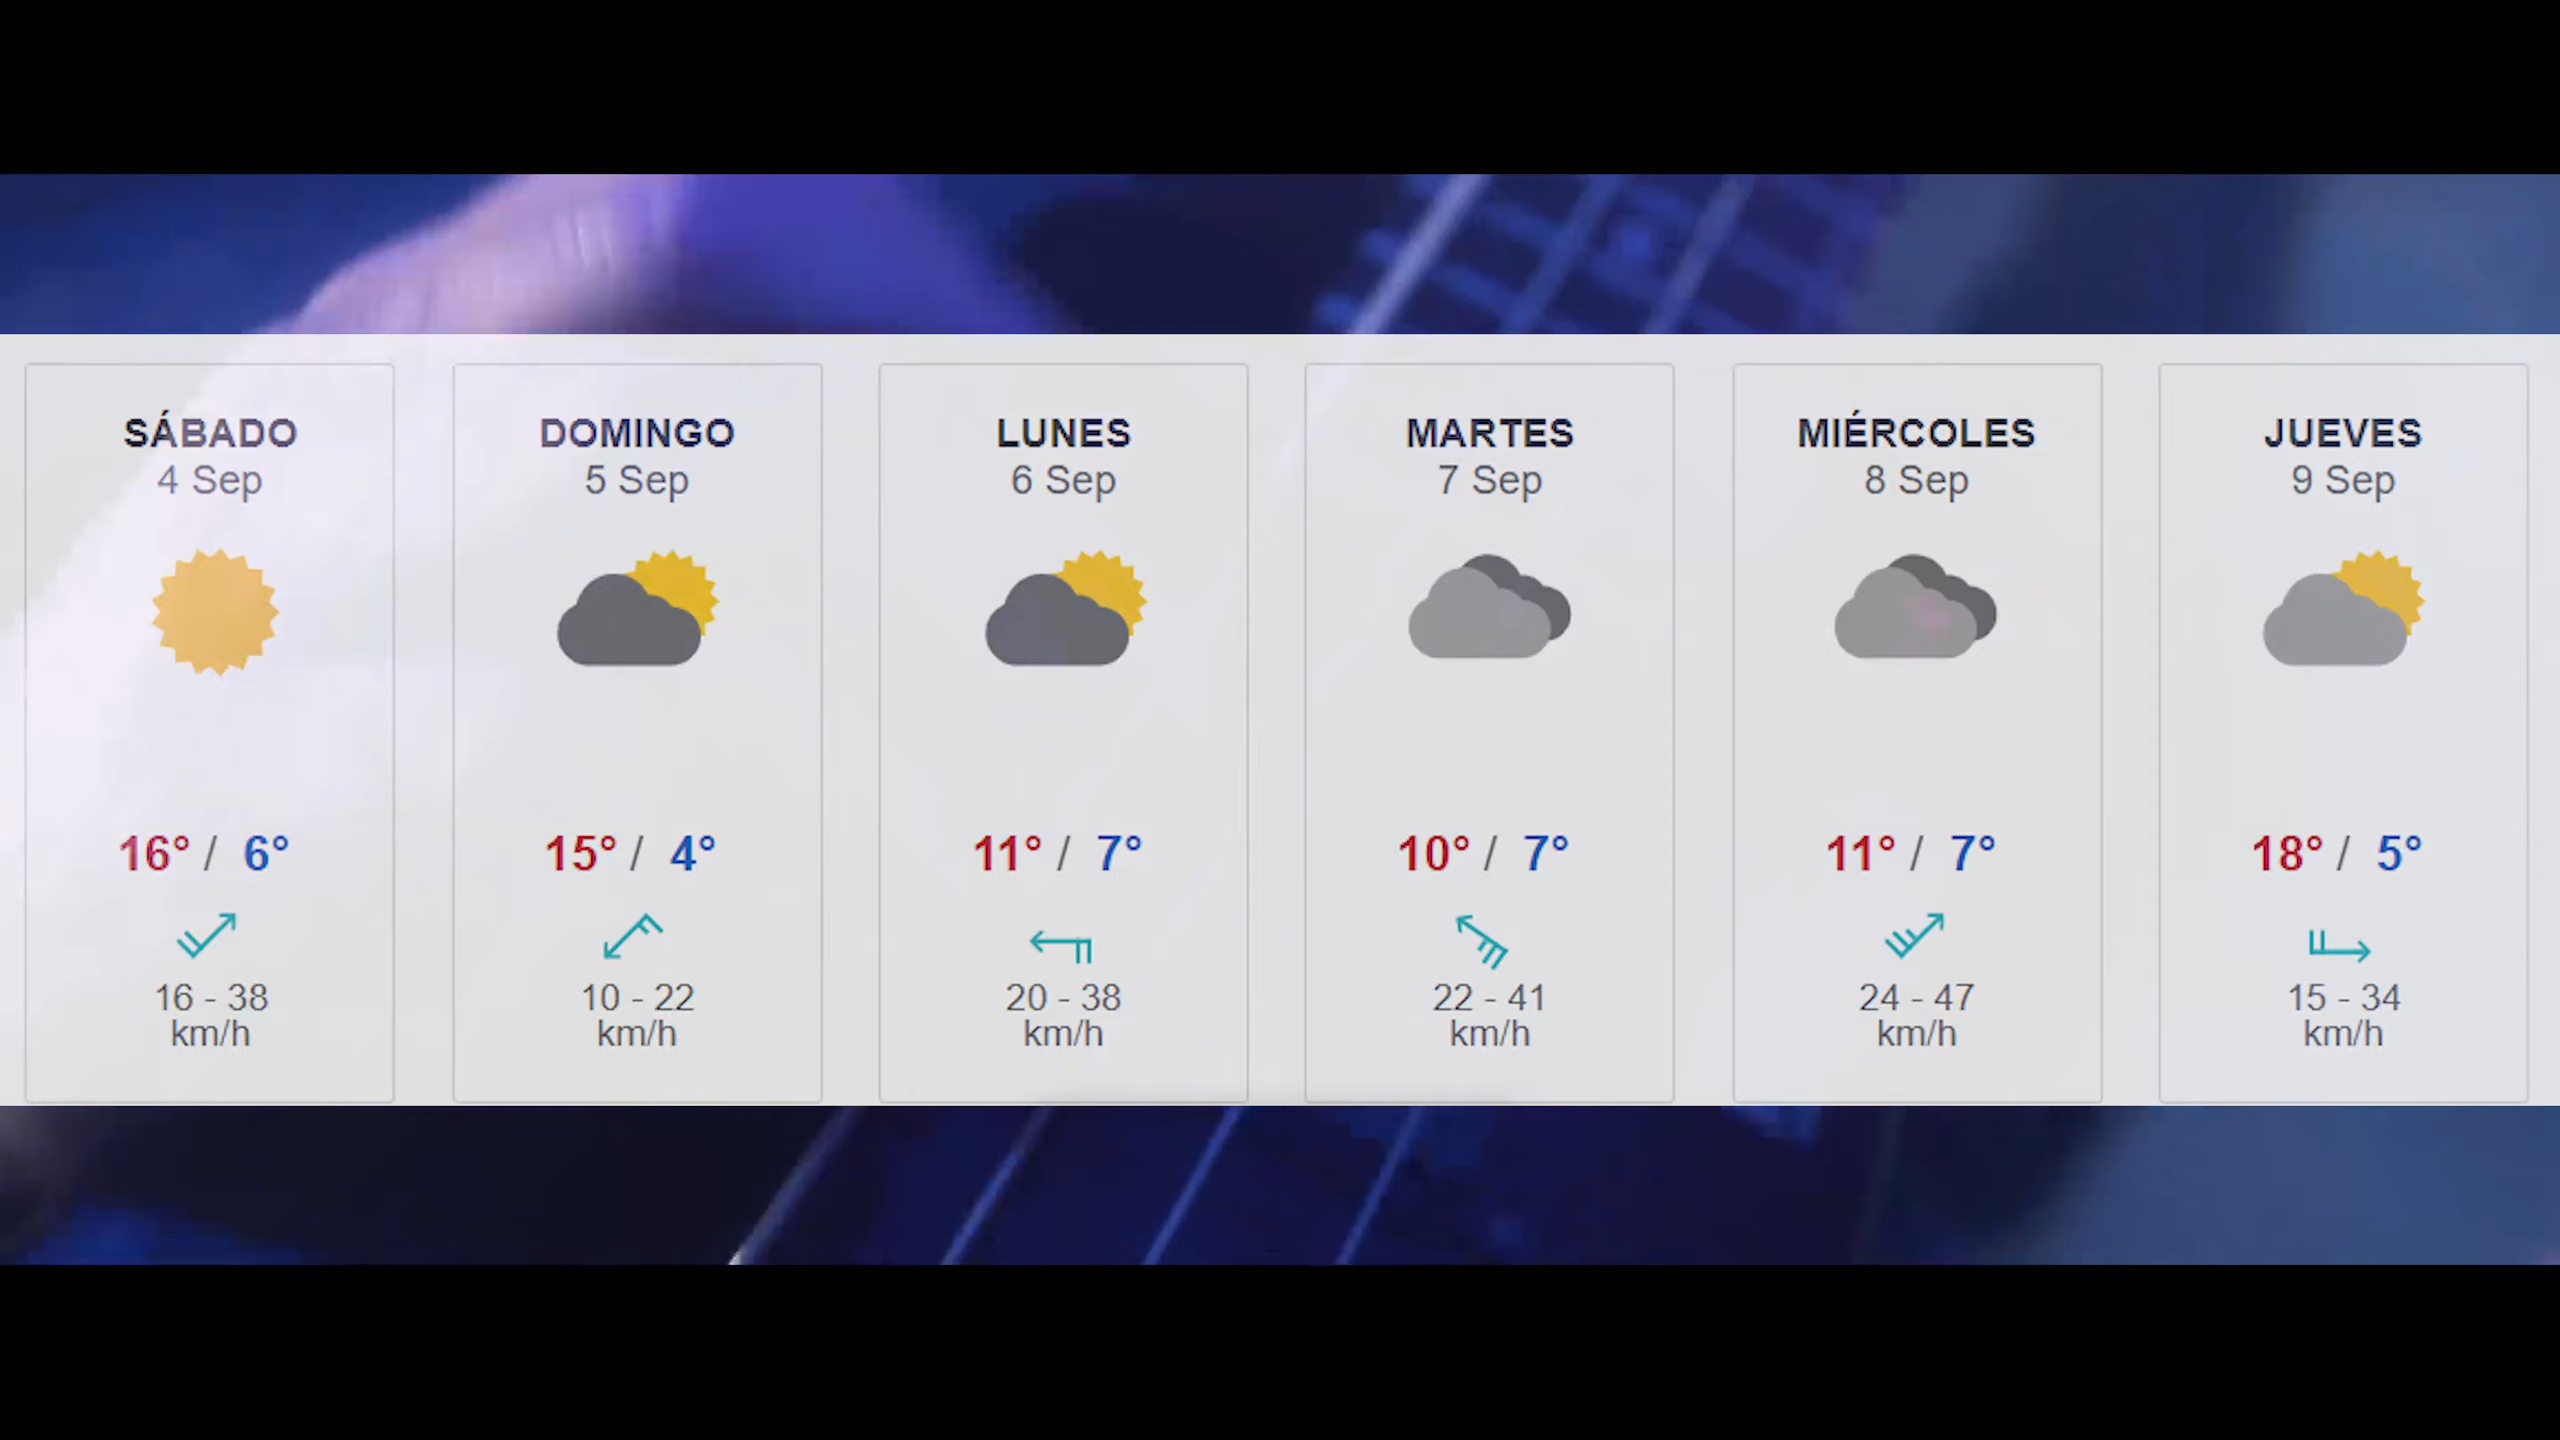 SÁBADO
4 Sep
16° / 6°
16 - 38
km/h
DOMINGO
5 Sep
15° / 4°
10 - 22
km/h
LUNES
6 Sep
11° / 7°
20 - 38
km/h
MARTES
7 Sep
10° / 7°
22 - 41
km/h
MIÉRCOLES
8 Sep
11° / 7°
24 - 47
km/h
JUEVES
9 Sep
18° / 5°
15 - 34
km/h